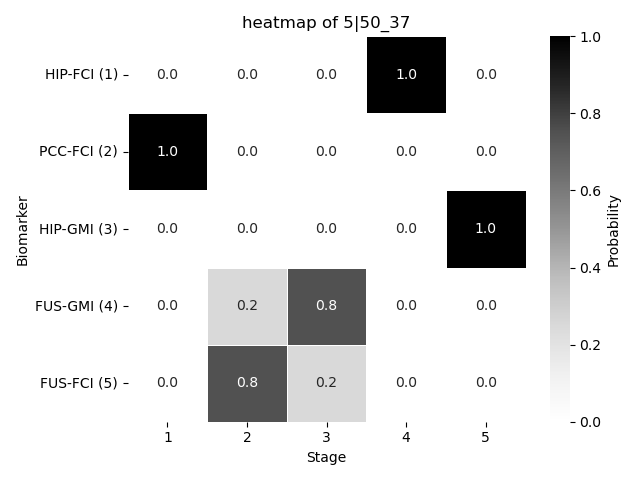 heatmap of 5|50_37
Biomarker
HIP-FCI (1)
0.0 0.0 0.0 1.0 0.0
PCC-FCI (2)
1.0 0.0 0.0 0.0 0.0
HIP-GMI (3)
0.0 0.0 0.0 0.0 1.0
FUS-GMI (4)
0.0 0.2 0.8 0.0 0.0
FUS-FCI (5)
0.0 0.8 0.2 0.0 0.0
1 2 3 4 5
Stage
1.0
0.8
0.6
0.4
0.2
0.0
Probability